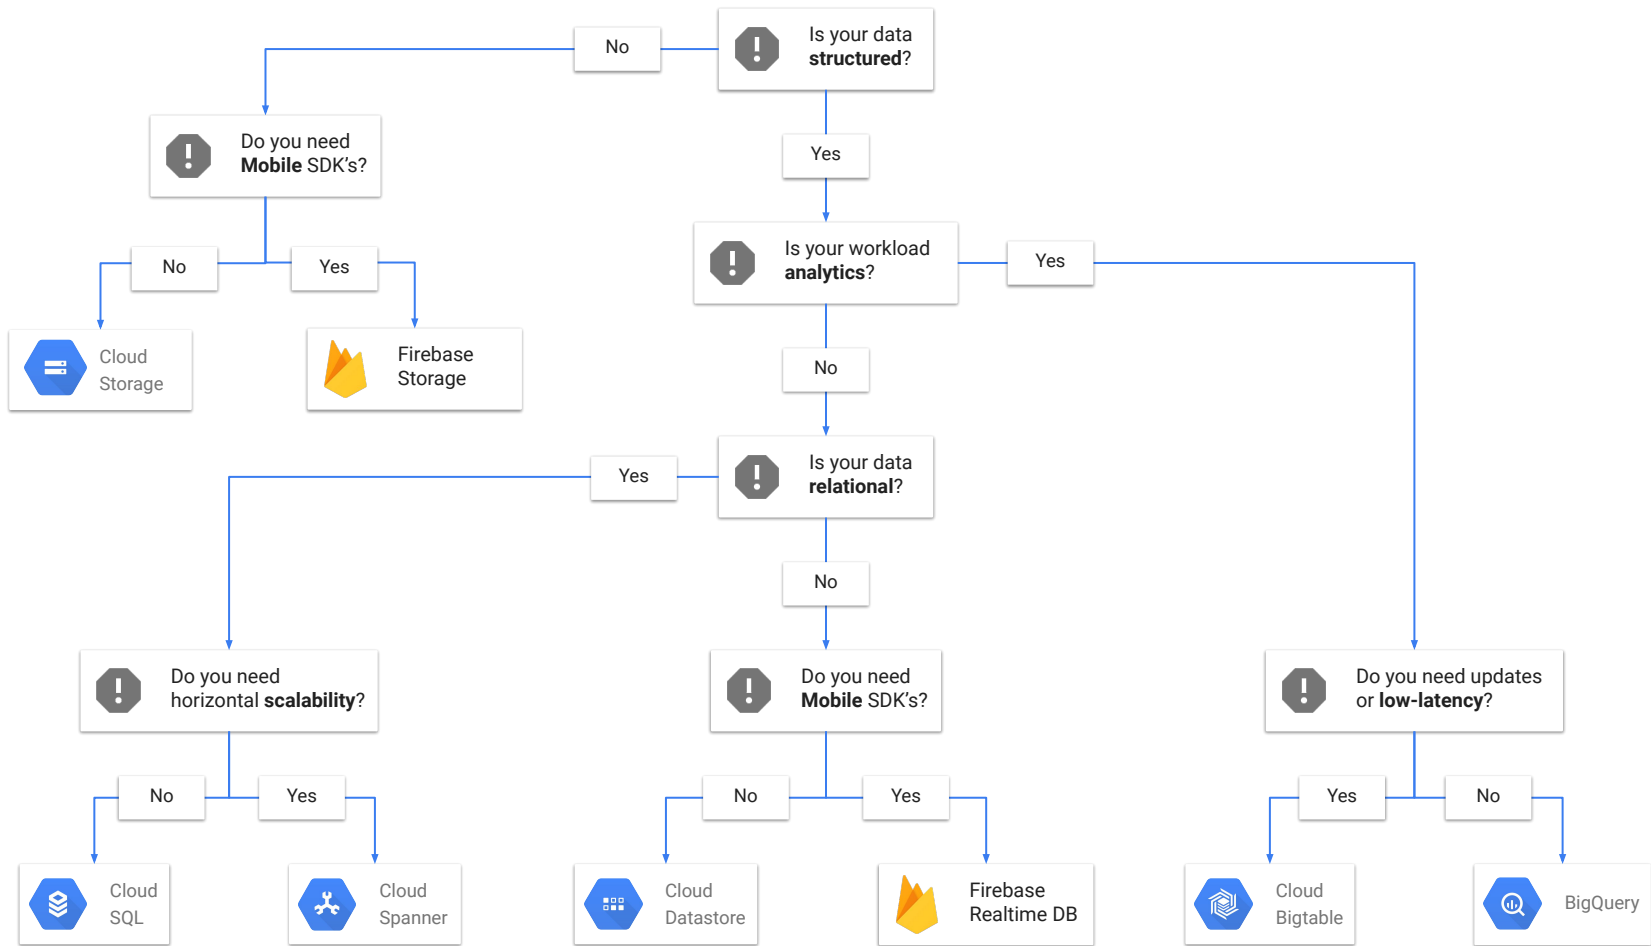 Is your data
structured?
No
Yes
Do you need
Mobile SDK's?
No
Yes
Cloud
Storage
Firebase
Storage
Is your workload
analytics?
Yes
No
Is your data
relational?
Yes
No
Do you need
horizontal scalability?
No
Yes
Cloud
SQL
Cloud
Spanner
Do you need
Mobile SDK's?
No
Yes
Cloud
Datastore
Firebase
Realtime DB
Do you need updates
or low-latency?
Yes
No
Cloud
Bigtable
BigQuery